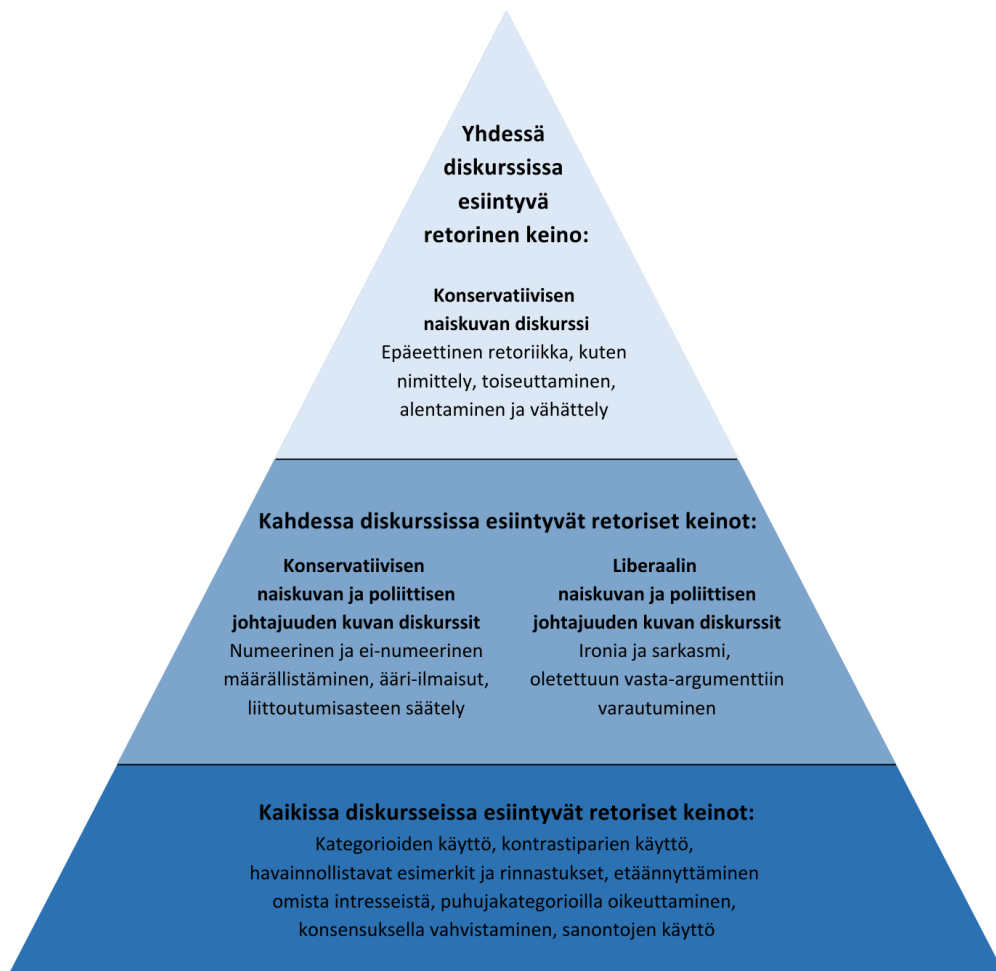 Yhdessä
diskurssissa
esiintyvä
retorinen keino:
Konservatiivisen
naiskuvan diskurssi
Epäeettinen retoriikka, kuten
nimittely, toiseuttaminen,
alentaminen ja vähättely
Kahdessa diskurssissa esiintyvät retoriset keinot:
Konservatiivisen
naiskuvan ja poliittisen
johtajuuden kuvan diskurssit
Numeerinen ja ei-numeerinen
määrällistäminen, ääri-ilmaisut,
liittoutumisasteen säätely
Liberaalin
naiskuvan ja poliittisen
johtajuuden kuvan diskurssit
Ironia ja sarkasmi,
oletettuun vasta-argumenttiin
varautuminen
Kaikissa diskursseissa esiintyvät retoriset keinot:
Kategorioiden käyttö, kontrastiparien käyttö,
havainnollistavat esimerkit ja rinnastukset, etäännyttäminen
omista intresseistä, puhujakategorioilla oikeuttaminen,
konsensuksella vahvistaminen, sanontojen käyttö